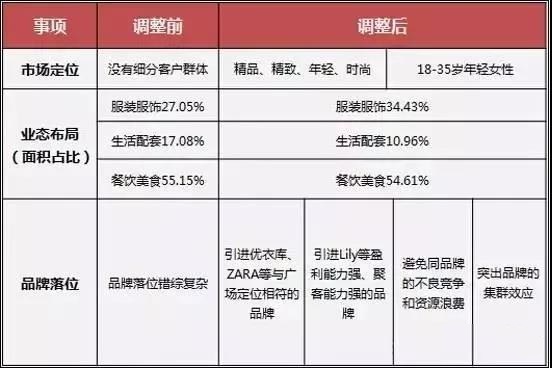 事项
调整前
调整后
市场定位
没有细分客户群体
精品、精致、年轻、时尚
18-35岁年轻女性
业态布局
（面积占比）
服装服饰27.05%
服装服饰34.43%
生活配套17.08%
生活配套10.96%
餐饮美食55.15%
餐饮美食54.61%
品牌落位
品牌落位错综复杂
引进优衣库、
ZARA等与广
场定位相符的
品牌
引进Lily等盈
利能力强、聚
客能力强的品
牌
避免同品牌
的不良竞争
和资源浪费
突出品牌的
集群效应